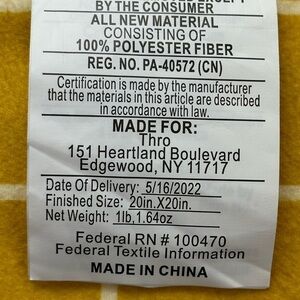 BY THE CONSUMER
ALL NEW MATERIAL
CONSISTING OF
100% POLYESTER FIBER
REG. NO. PA-40572 (CN)
Certification is made by the manufacturer
that the materials in this article are described
in accordance with law.
MADE FOR:
Thro
151 Heartland Boulevard
Edgewood, NY 11717
Date Of Delivery: 5/16/2022
Finished Size: 20in.X20in.
Net Weight: 1lb,1.64oz
Federal RN # 100470
Federal Textile Information
MADE IN CHINA